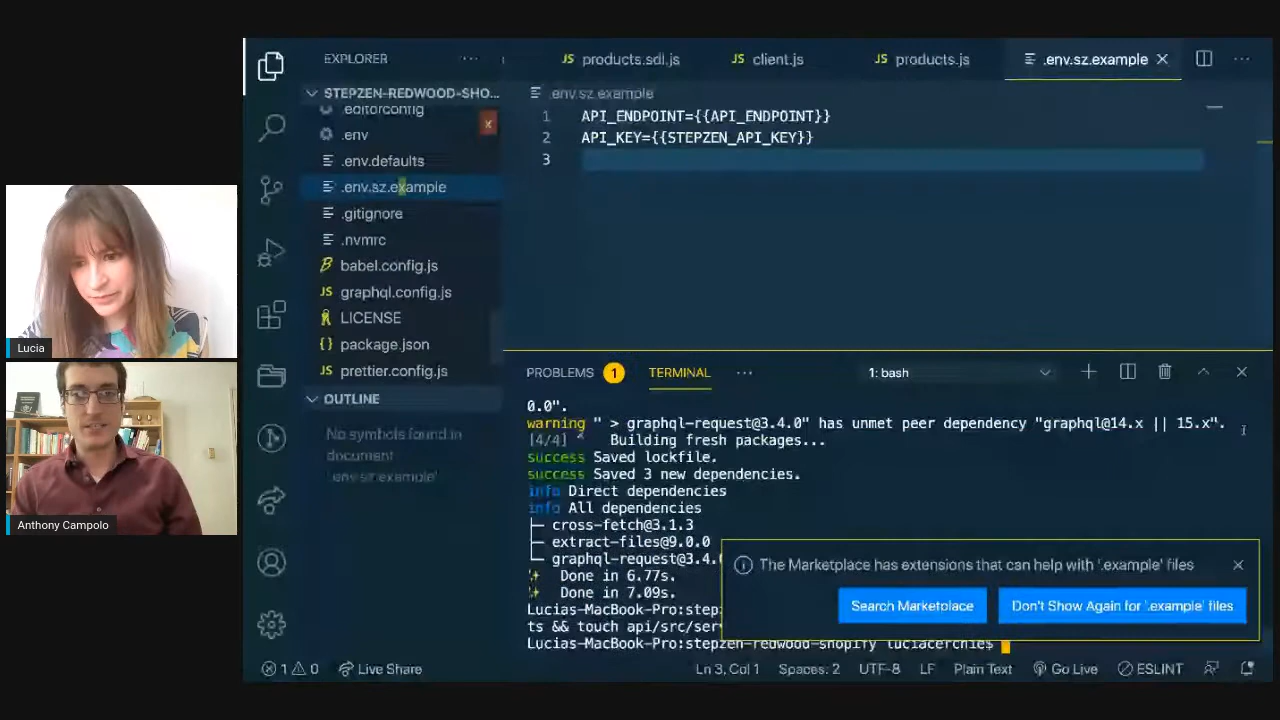 Lucia
Anthony Campolo
EXPLORER
STEPZEN-REDWOOD-SHO...
.editorconfig
.env
.env.defaults
.env.sz.example
.gitignore
.nvmrc
babel.config.js
graphql.config.js
LICENSE
package.json
prettier.config.js
OUTLINE
No symbols found in
document
'.env.sz.example'
products.sdl.js
client.js
products.js
.env.sz.example
.env.sz.example
1 API_ENDPOINT={{API_ENDPOINT}}
2 API_KEY={{STEPZEN_API_KEY}}
3
PROBLEMS 1 TERMINAL ... 1: bash
0.0".
warning " > graphql-request@3.4.0" has unmet peer dependency "graphql@14.x || 15.x".
[4/4] Building fresh packages...
success Saved lockfile.
success Saved 3 new dependencies.
info Direct dependencies
info All dependencies
├─ cross-fetch@3.1.3
├─ extract-files@9.0.0
└─ graphql-request@3.4.0
Done in 6.77s.
Done in 7.09s.
Lucias-MacBook-Pro:step
ts && touch api/src/ser
Lucias-MacBook-Pro:stepzen-redwood-shopify luciacerchie$
The Marketplace has extensions that can help with '.example' files
Search Marketplace
Don't Show Again for '.example' files
1 0 Live Share Ln 3, Col 1 Spaces: 2 UTF-8 LF Plain Text Go Live ESLINT